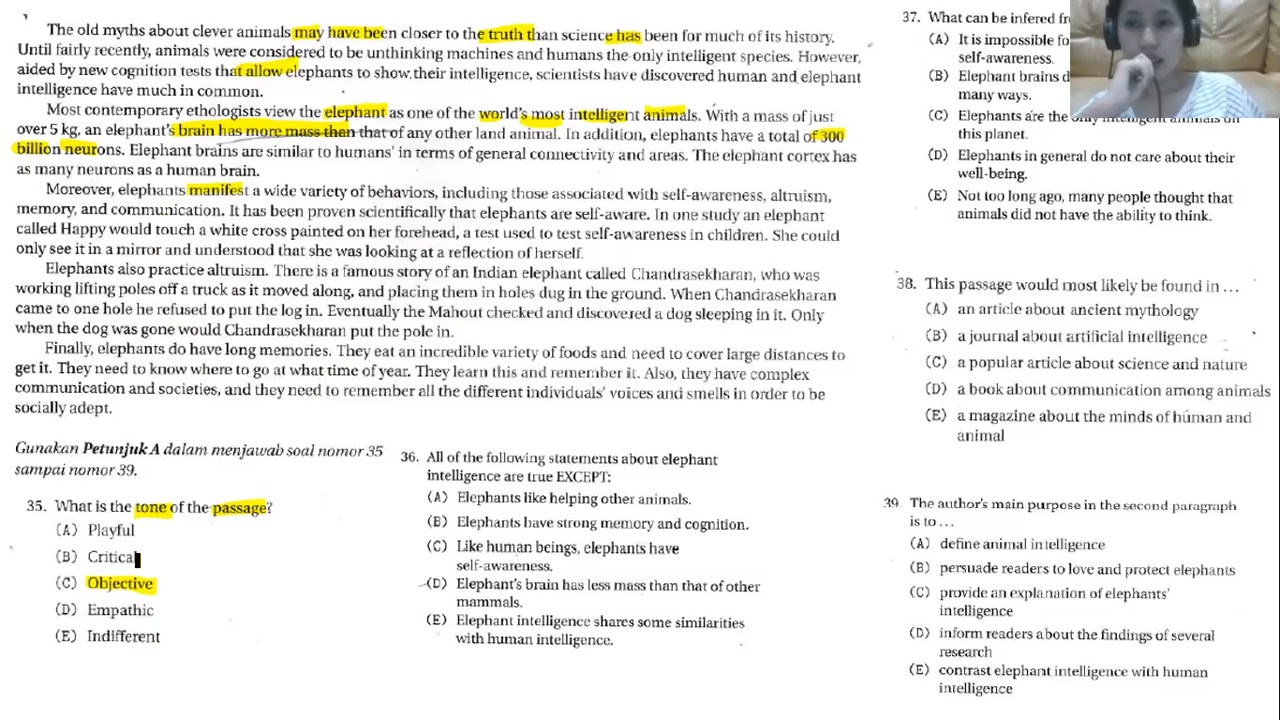 The old myths about clever animals may have been closer to the truth than science has been for much of its history.
Until fairly recently, animals were considered to be unthinking machines and humans the only intelligent species. However,
aided by new cognition tests that allow elephants to show their intelligence, scientists have discovered human and elephant
intelligence have much in common.
Most contemporary ethologists view the elephant as one of the world's most intelligent animals. With a mass of just
over 5 kg, an elephant's brain has more mass than that of any other land animal. In addition, elephants have a total of 300
billion neurons. Elephant brains are similar to humans' in terms of general connectivity and areas. The elephant cortex has
as many neurons as a human brain.
Moreover, elephants manifest a wide variety of behaviors, including those associated with self-awareness, altruism,
memory, and communication. It has been proven scientifically that elephants are self-aware. In one study an elephant
called Happy would touch a white cross painted on her forehead, a test used to test self-awareness in children. She could
only see it in a mirror and understood that she was looking at a reflection of herself.
Elephants also practice altruism. There is a famous story of an Indian elephant called Chandrasekharan, who was
working lifting poles off a truck as it moved along, and placing them in holes dug in the ground. When Chandrasekharan
came to one hole he refused to put the log in. Eventually the Mahout checked and discovered a dog sleeping in it. Only
when the dog was gone would Chandrasekharan put the pole in.
Finally, elephants do have long memories. They eat an incredible variety of foods and need to cover large distances to
get it. They need to know where to go at what time of year. They learn this and remember it. Also, they have complex
communication and societies, and they need to remember all the different individuals' voices and smells in order to be
socially adept.
Gunakan Petunjuk A dalam menjawab soal nomor 35
sampai nomor 39.
35. What is the tone of the passage?
(A) Playful
(B) Critical
(C) Objective
(D) Empathic
(E) Indifferent
36. All of the following statements about elephant
intelligence are true EXCEPT:
(A) Elephants like helping other animals.
(B) Elephants have strong memory and cognition.
(C) Like human beings, elephants have
self-awareness.
(D) Elephant's brain has less mass than that of other
mammals.
(E) Elephant intelligence shares some similarities
with human intelligence.
37. What can be infered
(A) It is impossible
self-awareness.
(B) Elephant brains
many ways.
(C) Elephants are the only intelligent animals on
this planet.
(D) Elephants in general do not care about their
well-being.
(E) Not too long ago, many people thought that
animals did not have the ability to think.
38. This passage would most likely be found in ...
(A) an article about ancient mythology
(B) a journal about artificial intelligence
(C) a popular article about science and nature
(D) a book about communication among animals
(E) a magazine about the minds of human and
animal
39. The author's main purpose in the second paragraph
is to ...
(A) define animal intelligence
(B) persuade readers to love and protect elephants
(C) provide an explanation of elephants'
intelligence
(D) inform readers about the findings of several
research
(E) contrast elephant intelligence with human
intelligence